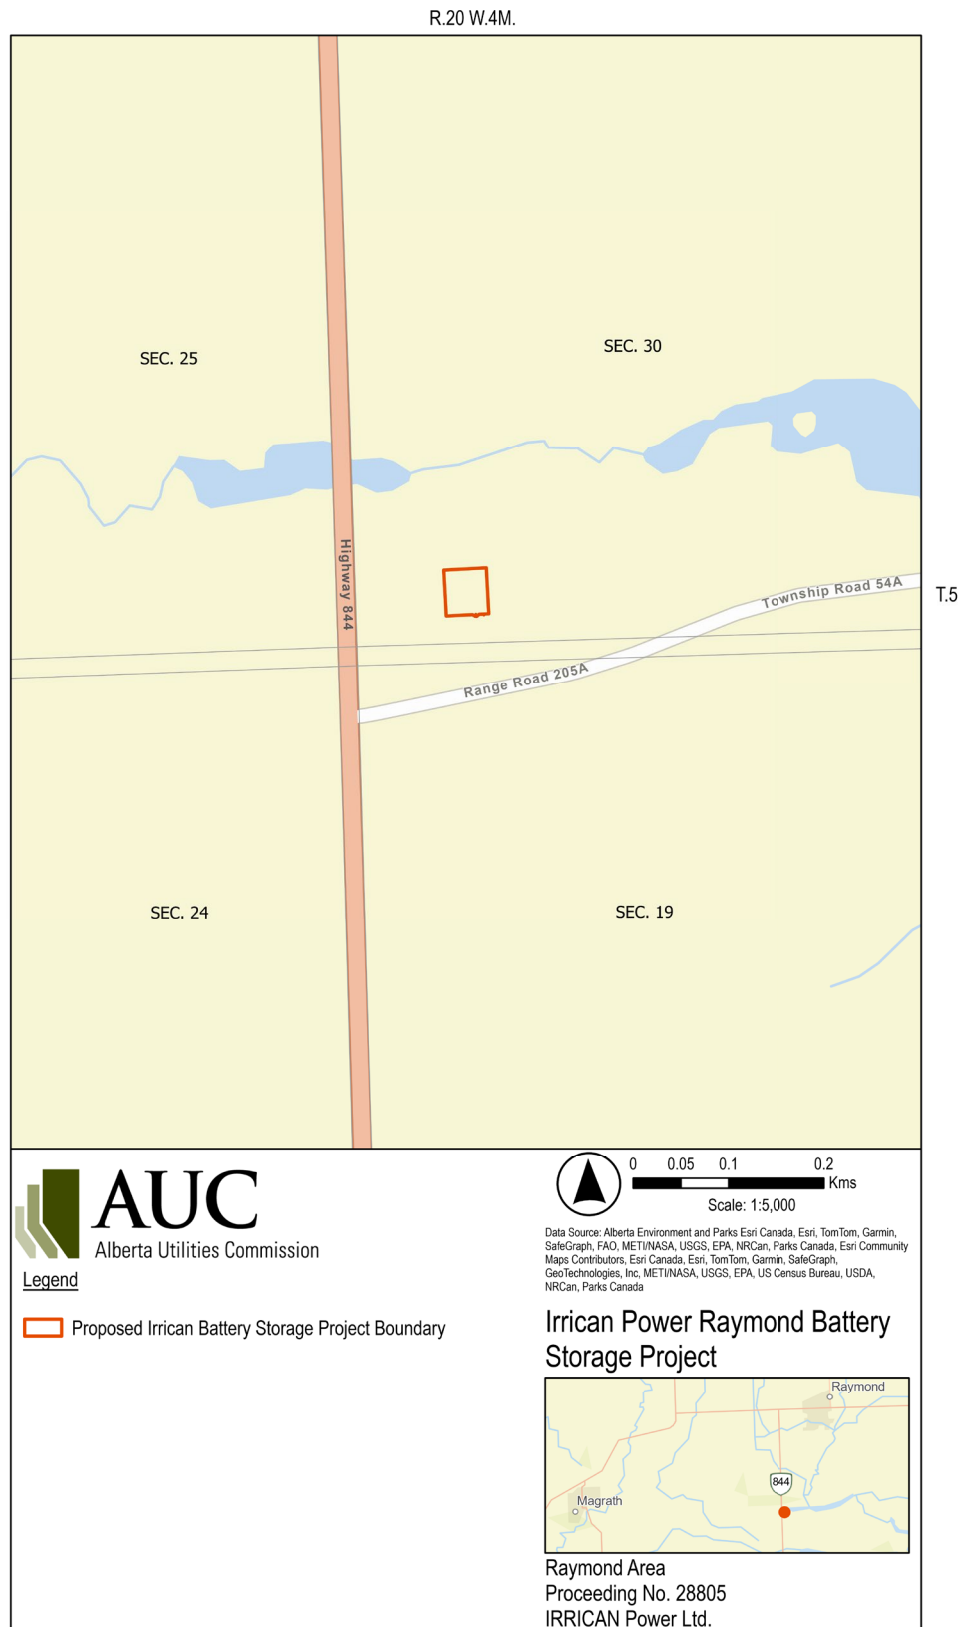 R.20 W.4M.
SEC. 25
SEC. 30
Highway 844
Township Road 54A
T.5
Range Road 205A
SEC. 24
SEC. 19
AUC
Alberta Utilities Commission
Legend
Proposed Irrican Battery Storage Project Boundary
0 0.05 0.1 0.2
Kms
Scale: 1:5,000
Data Source: Alberta Environment and Parks Esri Canada, Esri, TomTom, Garmin,
SafeGraph, FAO, METI/NASA, USGS, EPA, NRCan, Parks Canada, Esri Community
Maps Contributors, Esri Canada, Esri, TomTom, Garmin, SafeGraph,
GeoTechnologies, Inc, METI/NASA, USGS, EPA, US Census Bureau, USDA,
NRCan, Parks Canada
Irrican Power Raymond Battery
Storage Project
Raymond
844
Magrath
Raymond Area
Proceeding No. 28805
IRRICAN Power Ltd.